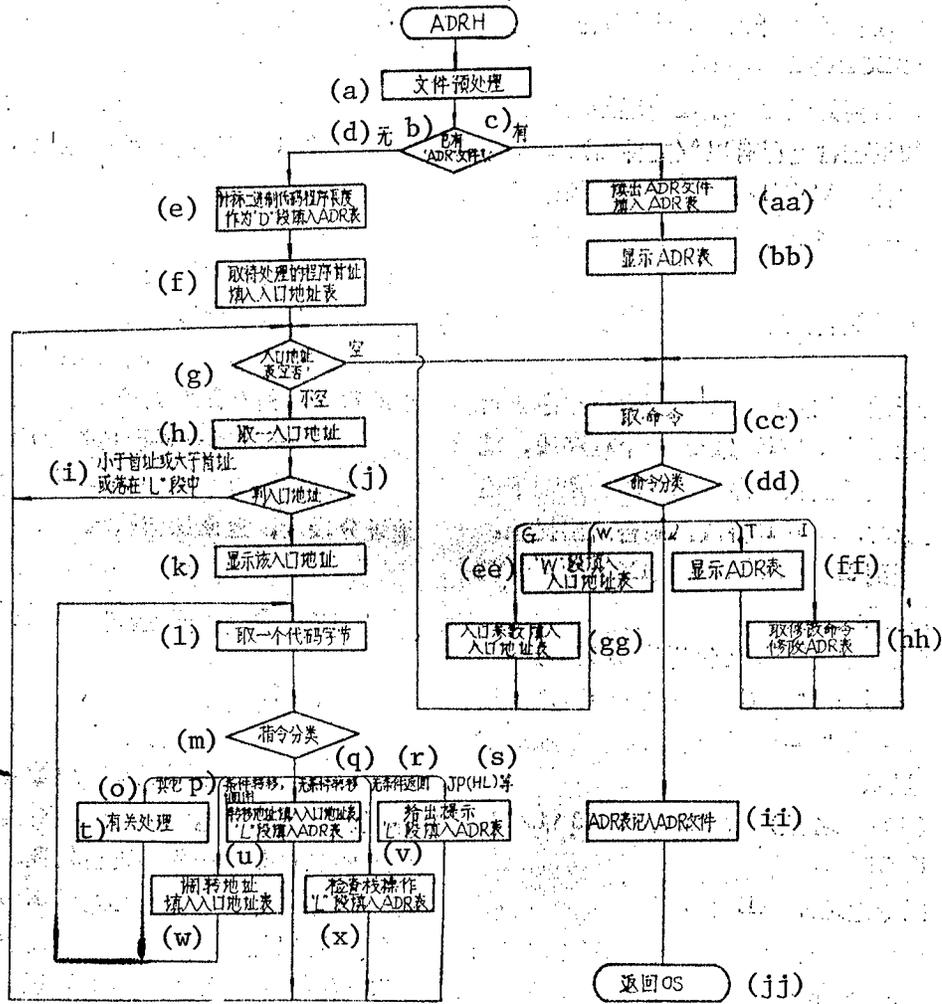 ADRH
(a) 文件预处理
(d) 无 b) c) 有
已有
'ADR'文件?
(e)
计算二进制代码程序长度
作为'D'段填入ADR表
读出ADR文件
填入ADR表
(aa)
(f)
取待处理的程序首址
填入入口地址表
显示ADR表 (bb)
(g)
入口地址
表空否?
空
不空
(h) 取一入口地址
取命令 (cc)
(i) 小于首址或大于首址
或落在'L'段中
判入口地址 (j)
命令分类 (dd)
G W T I
(k) 显示该入口地址
(ee)
'W'段填入
入口地址表
显示ADR表 (ff)
(l) 取一个代码字节
入口参数填入
入口地址表
(gg)
取修改命令
修改ADR表
(hh)
(m) 指令分类
(q) (r) (s)
(o) 其它 p) 条件转移,
调用
无条件转移 无条件返回 JP(HL)等
t) 有关处理
转移地址填入入口地址表
'L'段填入ADR表
给出提示
'L'段填入ADR表
ADR表记入ADR文件 (ii)
(u) (v)
调转地址
填入入口地址表
检查栈操作
'L'段填入ADR表
(w) (x)
返回OS (jj)